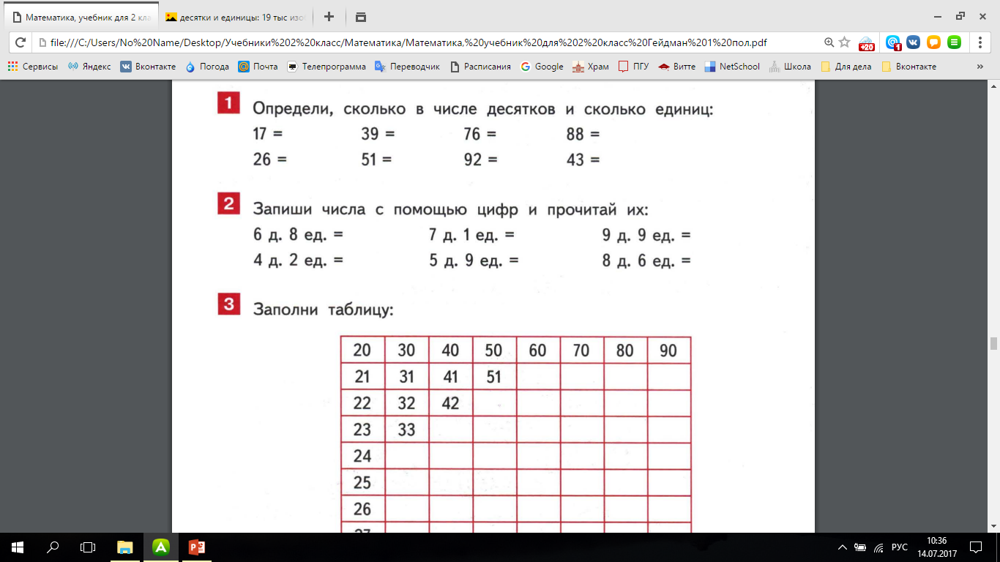 Математика, учебник для 2 кла
десятки и единицы: 19 тыс изо
file:///C:/Users/No%20Name/Desktop/Учебники%202%20класс/Математика/Математика,%20учебник%20для%202%20класс%20Гейдман%201%20пол.pdf
+20
1
Сервисы Яндекс Вконтакте Погода Почта Телепрограмма Переводчик Расписания Google Храм ПГУ Витте NetSchool Школа Для дела Вконтакте »
1 Определи, сколько в числе десятков и сколько единиц:
17 = 39 = 76 = 88 =
26 = 51 = 92 = 43 =
2 Запиши числа с помощью цифр и прочитай их:
6 д. 8 ед. = 7 д. 1 ед. = 9 д. 9 ед. =
4 д. 2 ед. = 5 д. 9 ед. = 8 д. 6 ед. =
3 Заполни таблицу:
20 30 40 50 60 70 80 90
21 31 41 51
22 32 42
23 33
24
25
26
РУС
10:36
14.07.2017